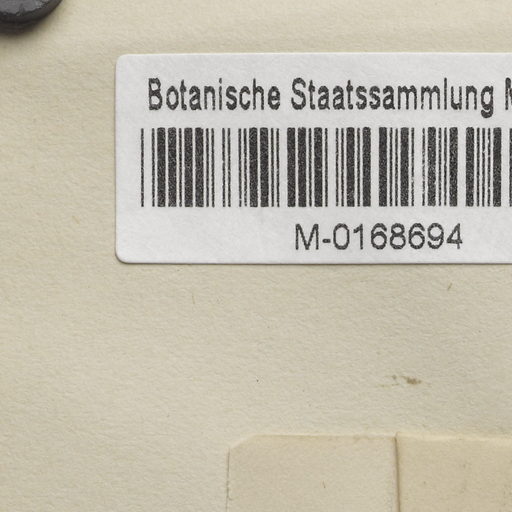 Botanische Staatssammlung
M-0168694